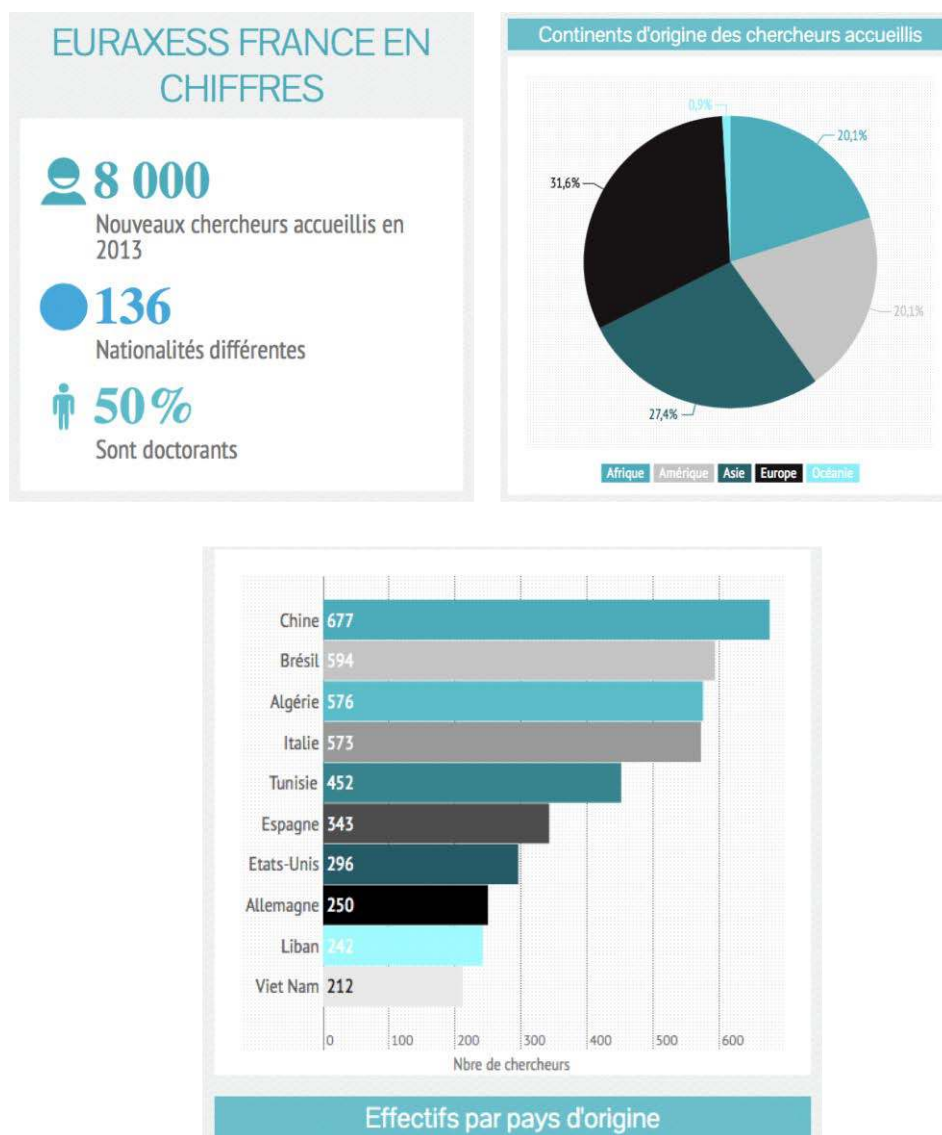 EURAXESS FRANCE EN
CHIFFRES
8 000
Nouveaux chercheurs accueillis en
2013
136
Nationalités différentes
50%
Sont doctorants
Continents d'origine des chercheurs accueillis
0,9%
20,1%
31,6%
20,1%
27,4%
Afrique Amérique Asie Europe Océanie
Chine 677
Brésil 594
Algérie 576
Italie 573
Tunisie 452
Espagne 343
Etats-Unis 296
Allemagne 250
Liban 242
Viet Nam 212
0 100 200 300 400 500 600
Nbre de chercheurs
Effectifs par pays d'origine